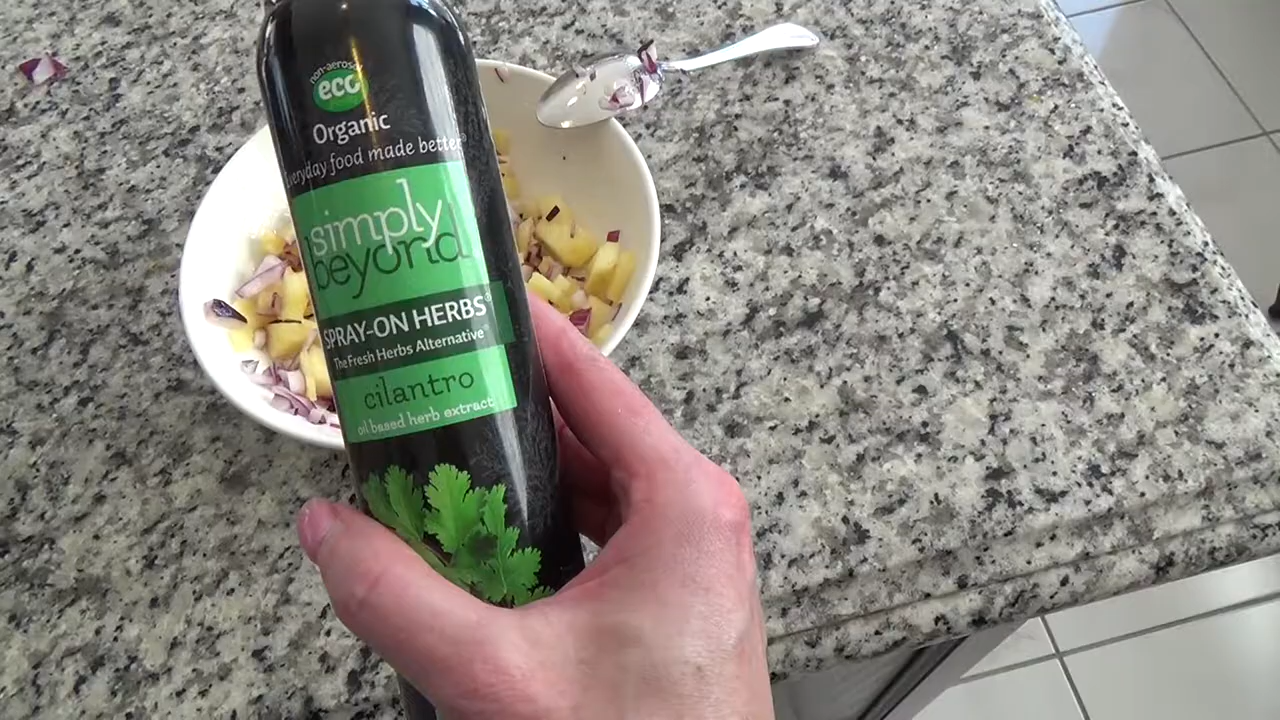 non-aerosol
eco
Organic
everyday food made better®
simply
beyond
SPRAY-ON HERBS®
The Fresh Herbs Alternative®
cilantro
oil based herb extract